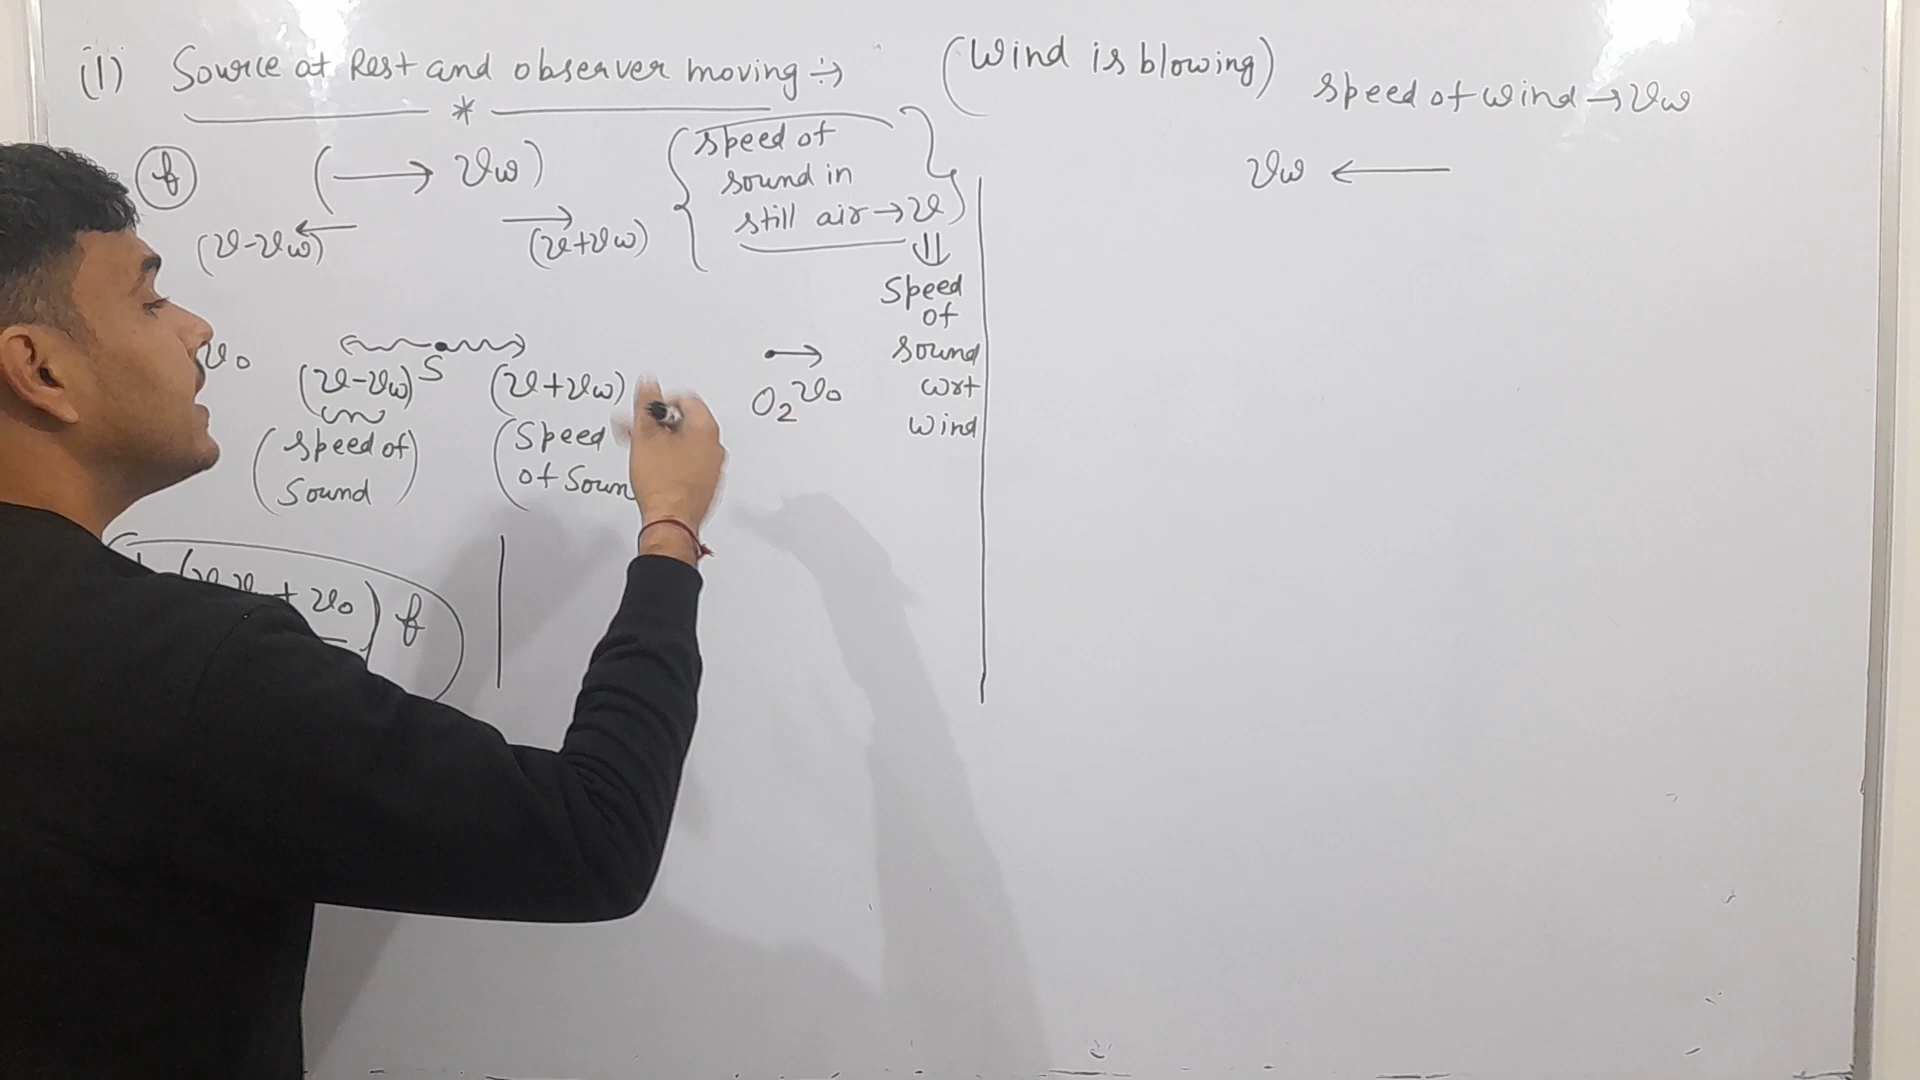 (1) Source at Rest and observer moving :→ (Wind is blowing)
speed of wind → vw
f (→ vw) {speed of sound in still air → v)
vw ←
(v-vw) (v+vw)
⇓
Speed
of
sound
wrt
wind
v0
(v-vw) S (v+vw) O2 v0
(speed of
sound)
(Speed
of Soun
+ v0) f